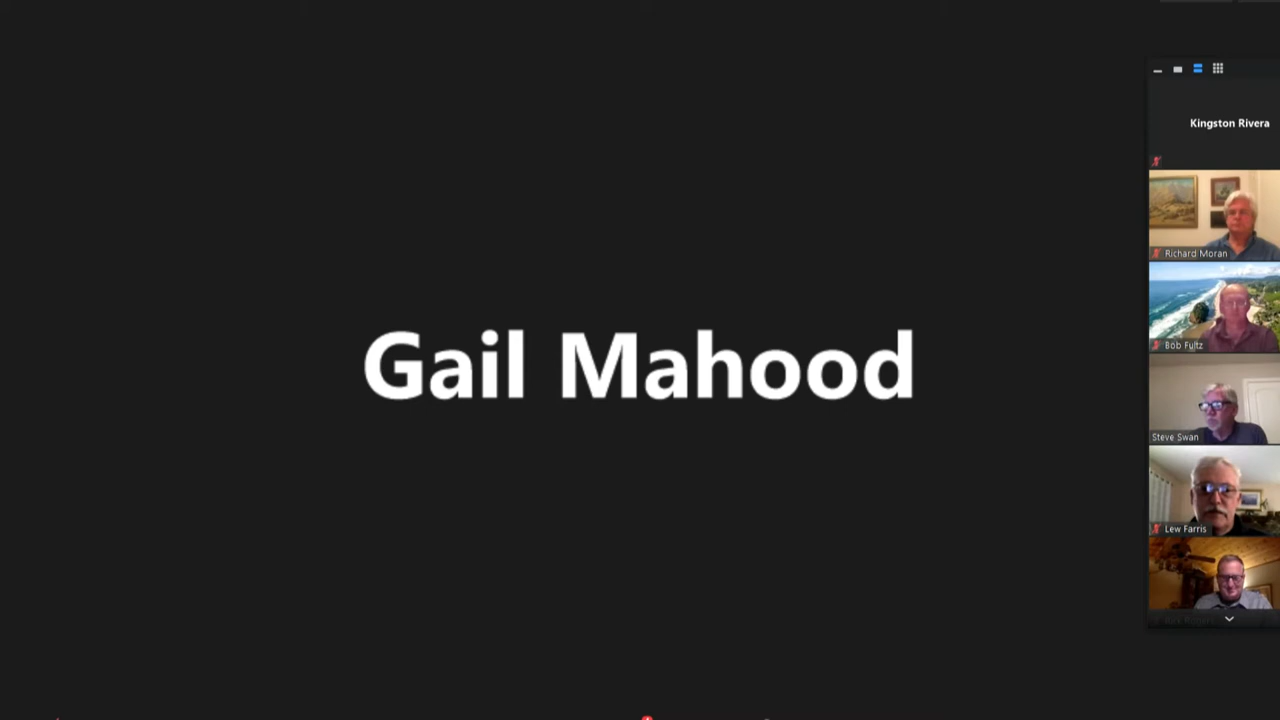 Gail Mahood
Kingston Rivera
Richard Moran
Bob Fultz
Steve Swan
Lew Farris